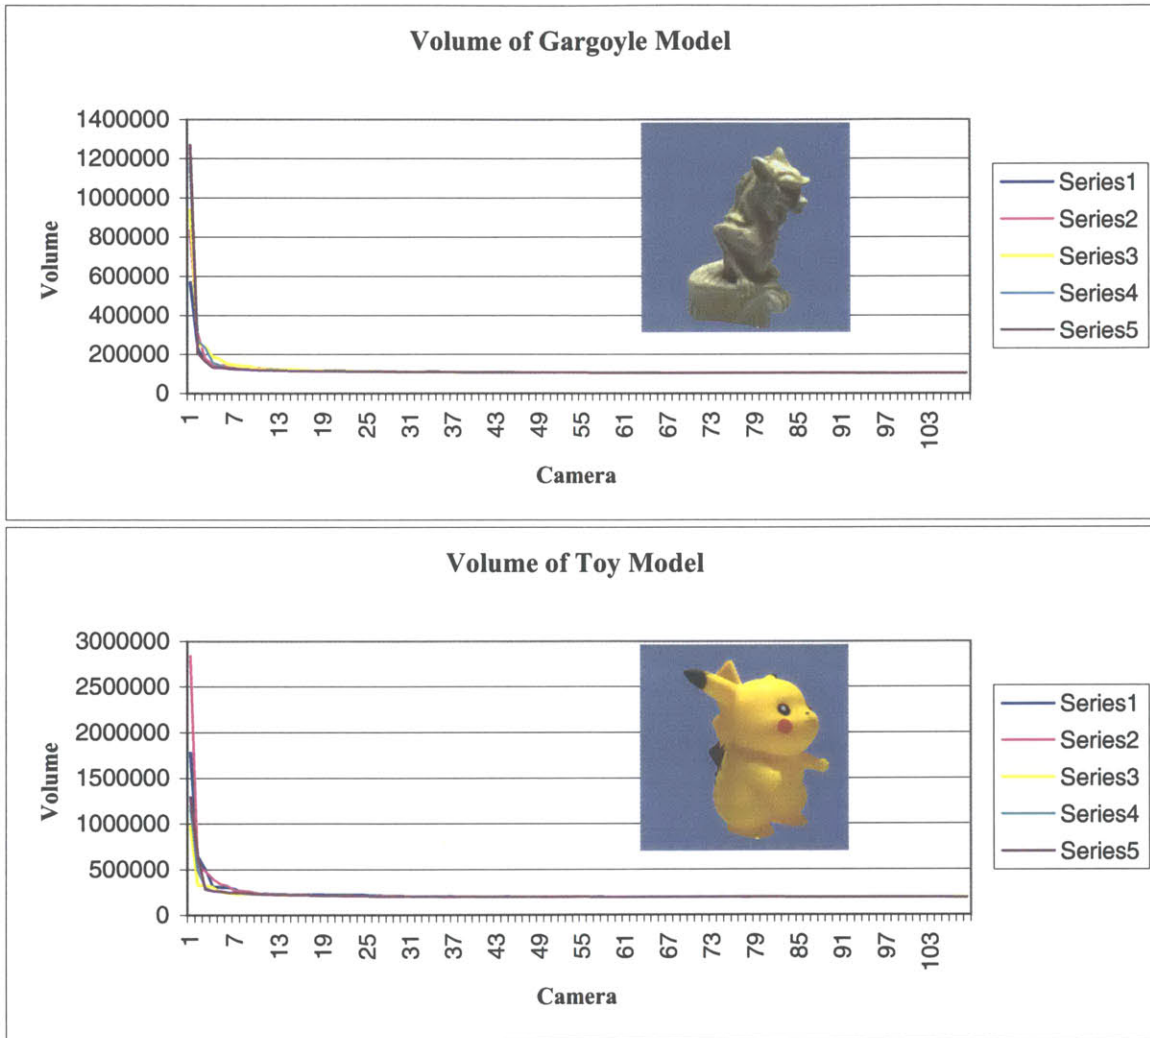 Volume of Gargoyle Model
1400000
1200000
1000000
800000
600000
400000
200000
0
Volume
1 7 13 19 25 31 37 43 49 55 61 67 73 79 85 91 97 103
Camera
Series1
Series2
Series3
Series4
Series5
Volume of Toy Model
3000000
2500000
2000000
1500000
1000000
500000
0
Volume
1 7 13 19 25 31 37 43 49 55 61 67 73 79 85 91 97 103
Camera
Series1
Series2
Series3
Series4
Series5